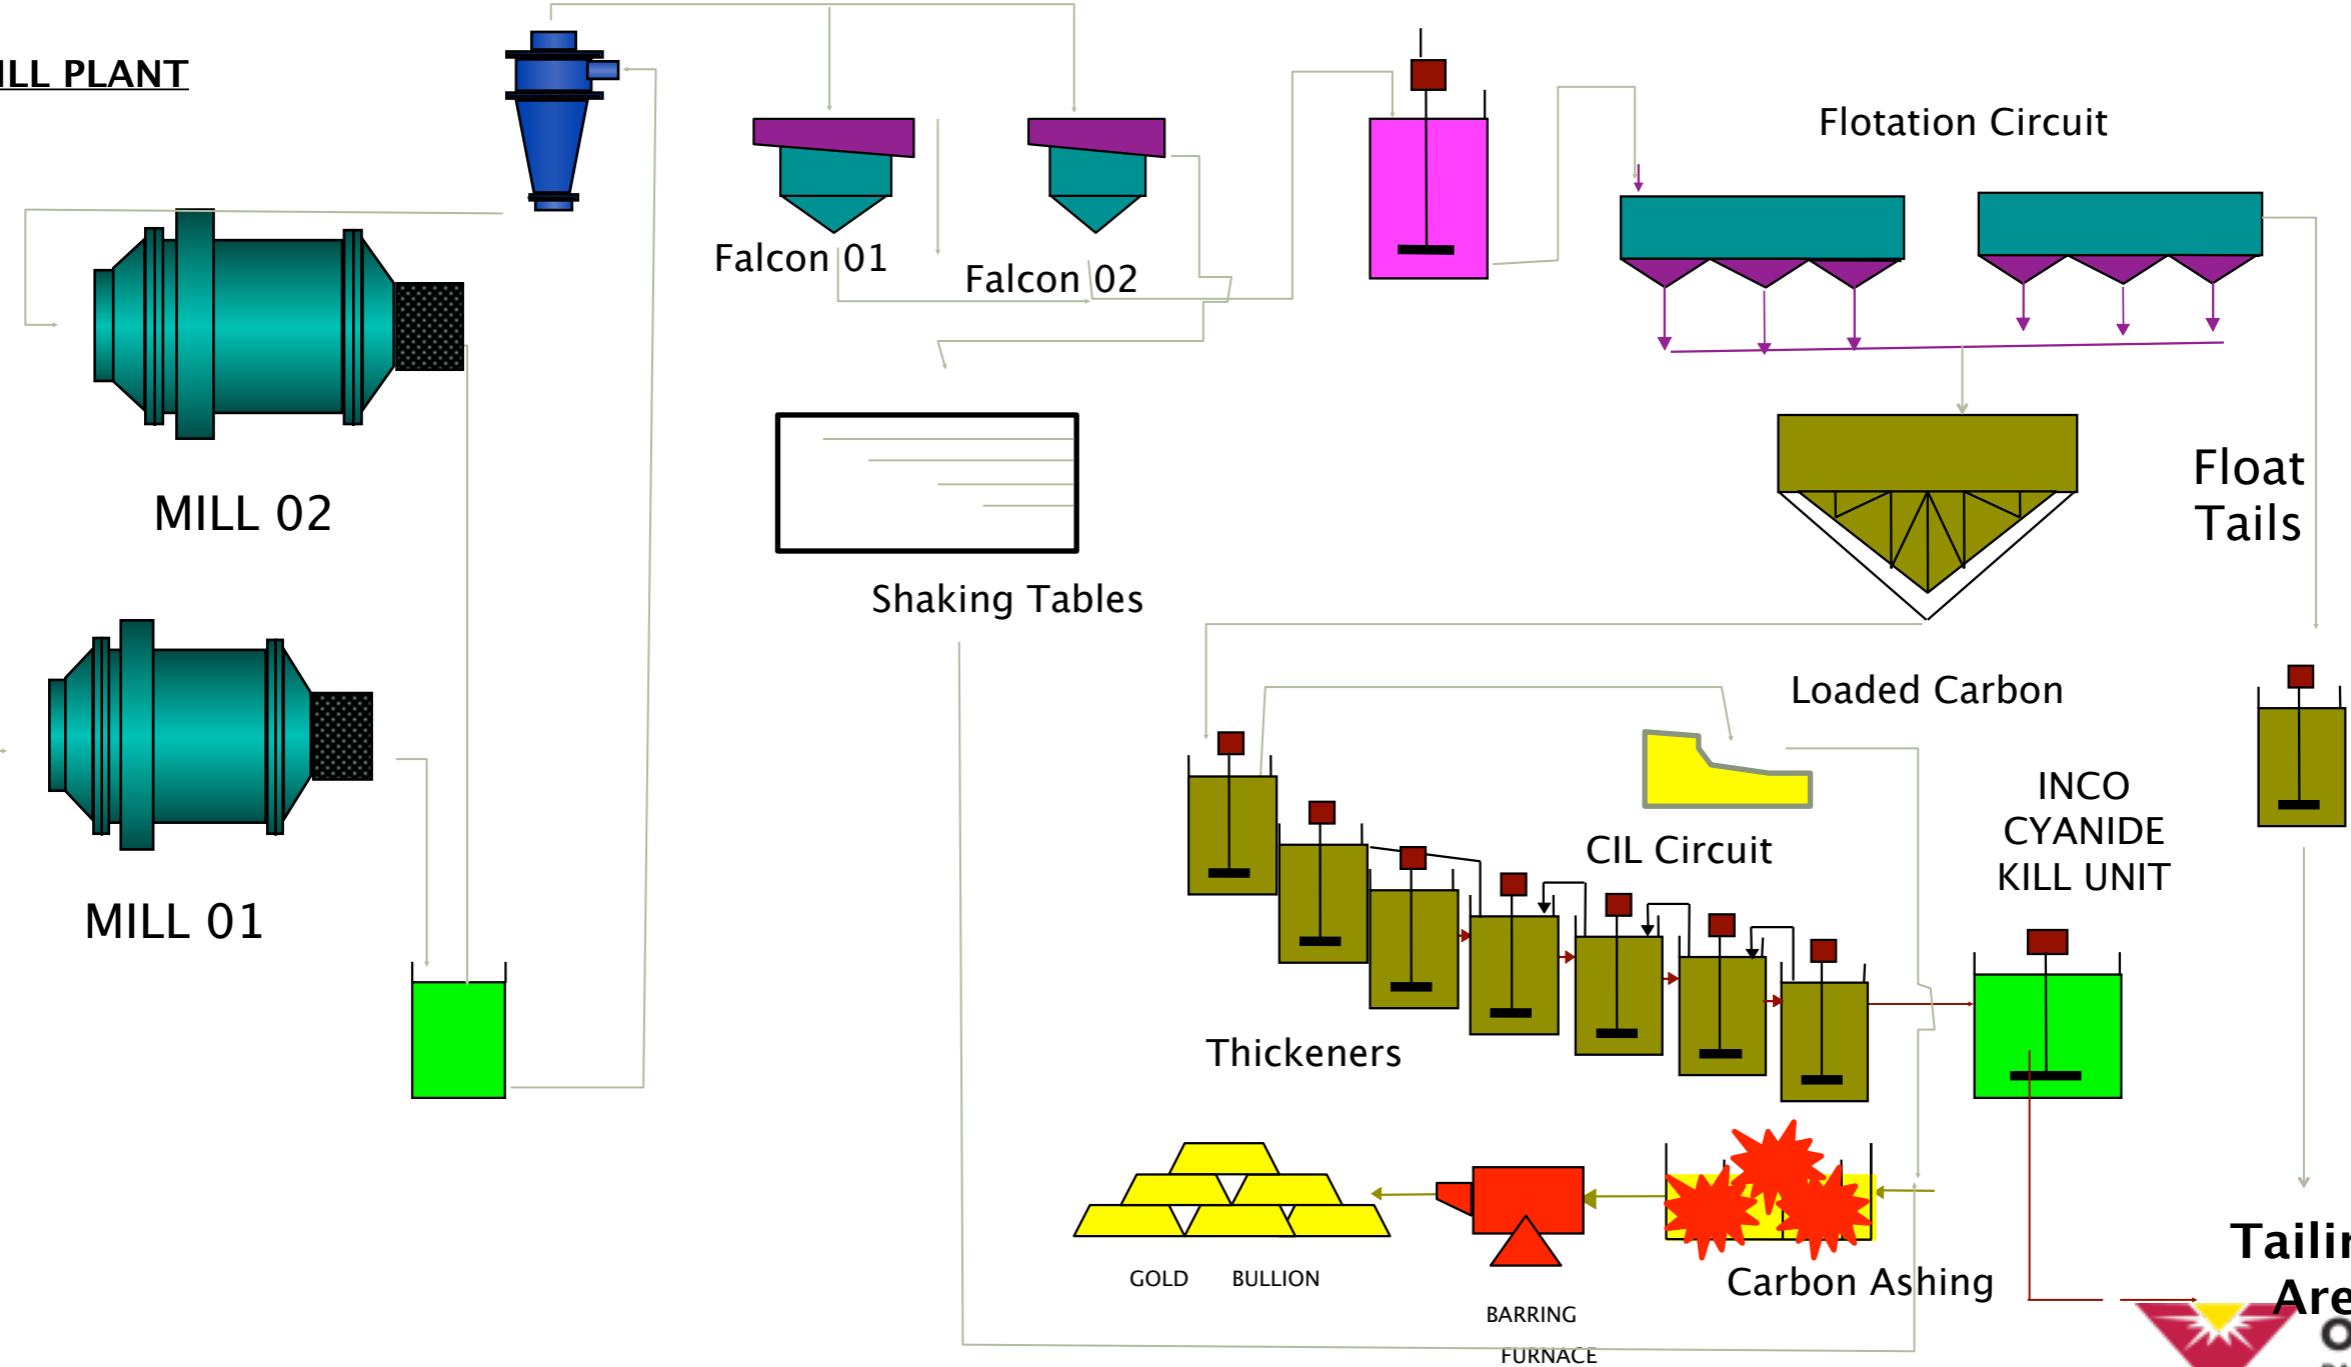 ILL PLANT
Flotation Circuit
Falcon 01
Falcon 02
MILL 02
Float
Tails
Shaking Tables
Loaded Carbon
INCO
CYANIDE
KILL UNIT
CIL Circuit
MILL 01
Thickeners
GOLD BULLION
Carbon Ashing
BARRING
FURNACE